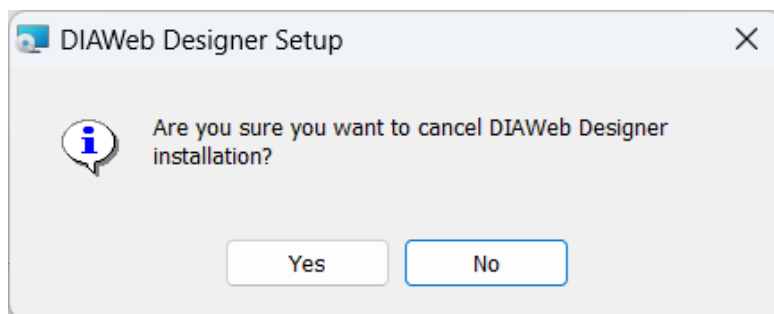 DIAWeb Designer Setup
Are you sure you want to cancel DIAWeb Designer
installation?
Yes No